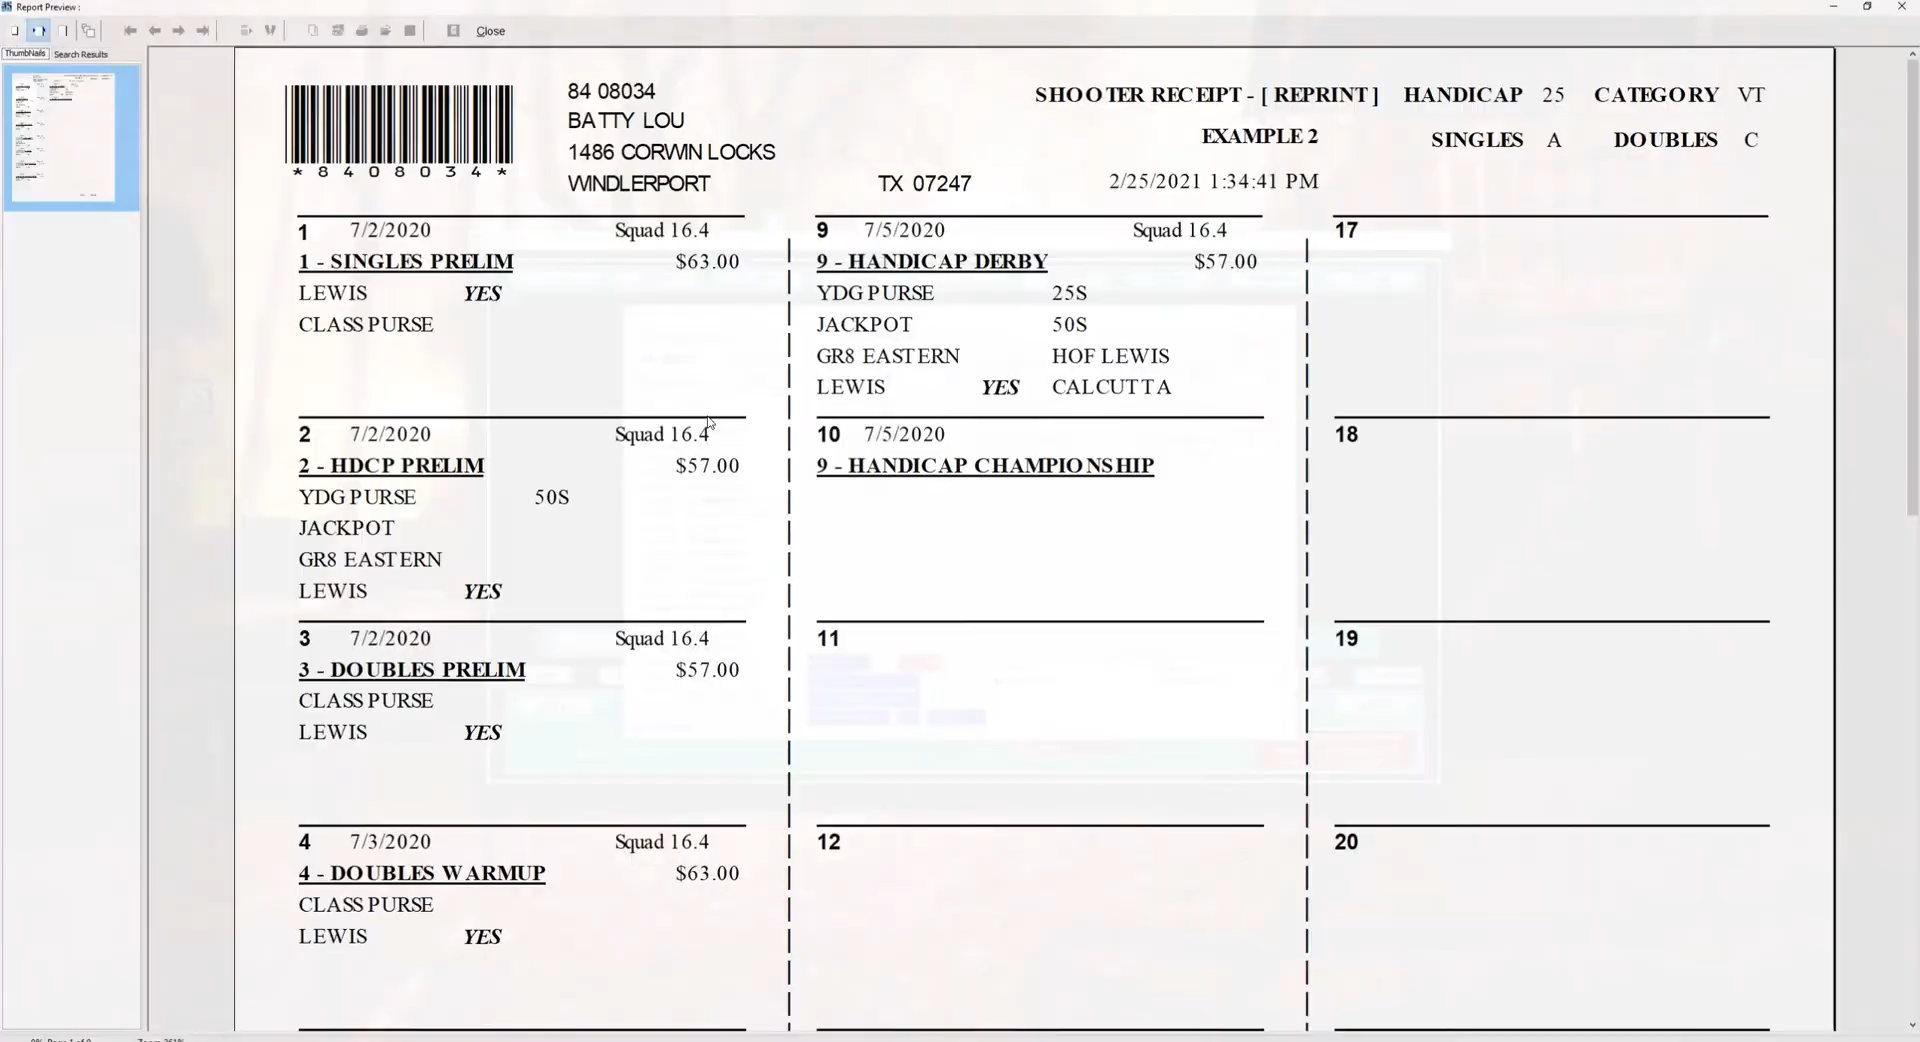 Report Preview :
Close
ThumbNails Search Results
84 08034
BATTY LOU
1486 CORWIN LOCKS
WINDLERPORT TX 07247
*8408034*
SHOOTER RECEIPT - [ REPRINT ] HANDICAP 25 CATEGORY VT
EXAMPLE 2 SINGLES A DOUBLES C
2/25/2021 1:34:41 PM
1 7/2/2020 Squad 16.4
1 - SINGLES PRELIM $63.00
LEWIS YES
CLASS PURSE
2 7/2/2020 Squad 16.4
2 - HDCP PRELIM $57.00
YDG PURSE 50S
JACKPOT
GR8 EASTERN
LEWIS YES
3 7/2/2020 Squad 16.4
3 - DOUBLES PRELIM $57.00
CLASS PURSE
LEWIS YES
4 7/3/2020 Squad 16.4
4 - DOUBLES WARMUP $63.00
CLASS PURSE
LEWIS YES
9 7/5/2020 Squad 16.4
9 - HANDICAP DERBY $57.00
YDG PURSE 25S
JACKPOT 50S
GR8 EASTERN HOF LEWIS
LEWIS YES CALCUTTA
10 7/5/2020
9 - HANDICAP CHAMPIONSHIP
11
12
17
18
19
20